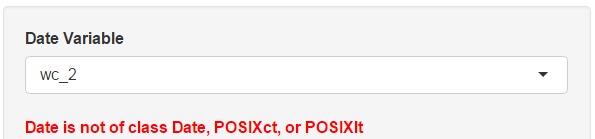 Date Variable
wc_2
Date is not of class Date, POSIXct, or POSIXlt